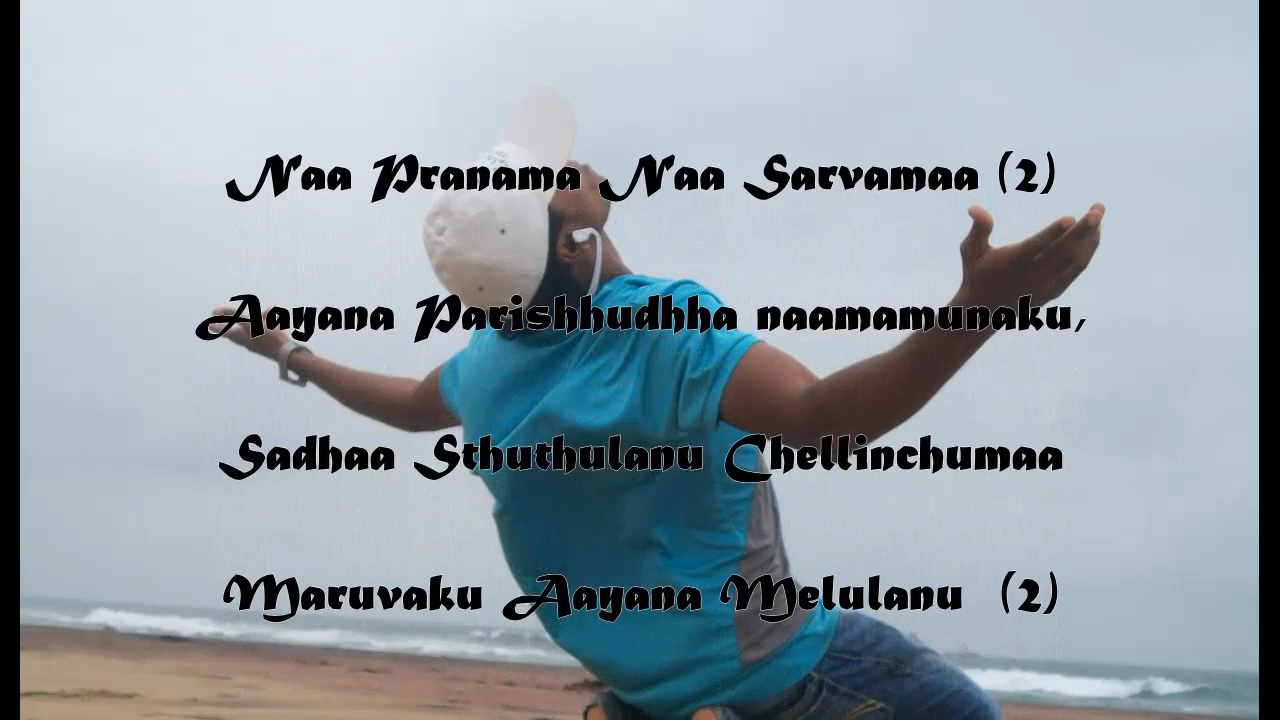 Naa Pranama Naa Sarvamaa (2)
Aayana Parishhudhha naamamunaku,
Sadhaa Sthuthulanu Chellinchumaa
Maruvaku Aayana Melulanu (2)